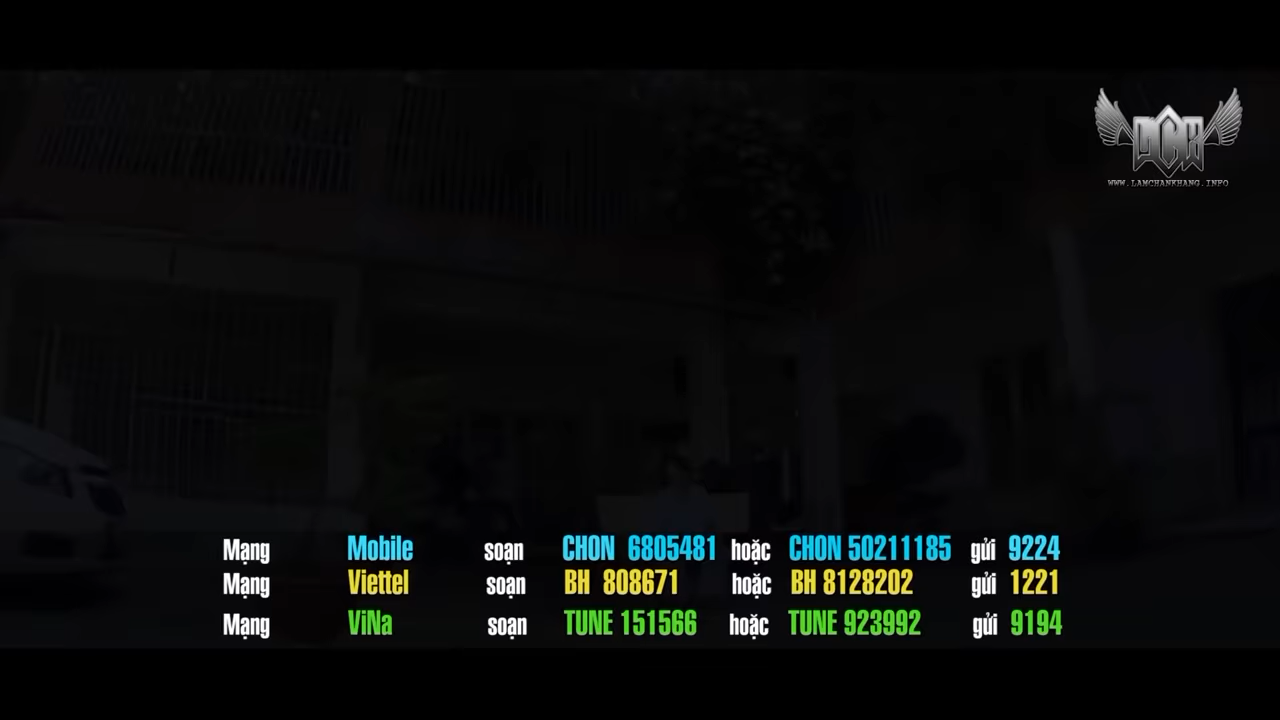 LCK
WWW.LAMCHANKHANG.INFO
Mạng Mobile soạn CHON 6805481 hoặc CHON 50211185 gửi 9224
Mạng Viettel soạn BH 808671 hoặc BH 8128202 gửi 1221
Mạng ViNa soạn TUNE 151566 hoặc TUNE 923992 gửi 9194